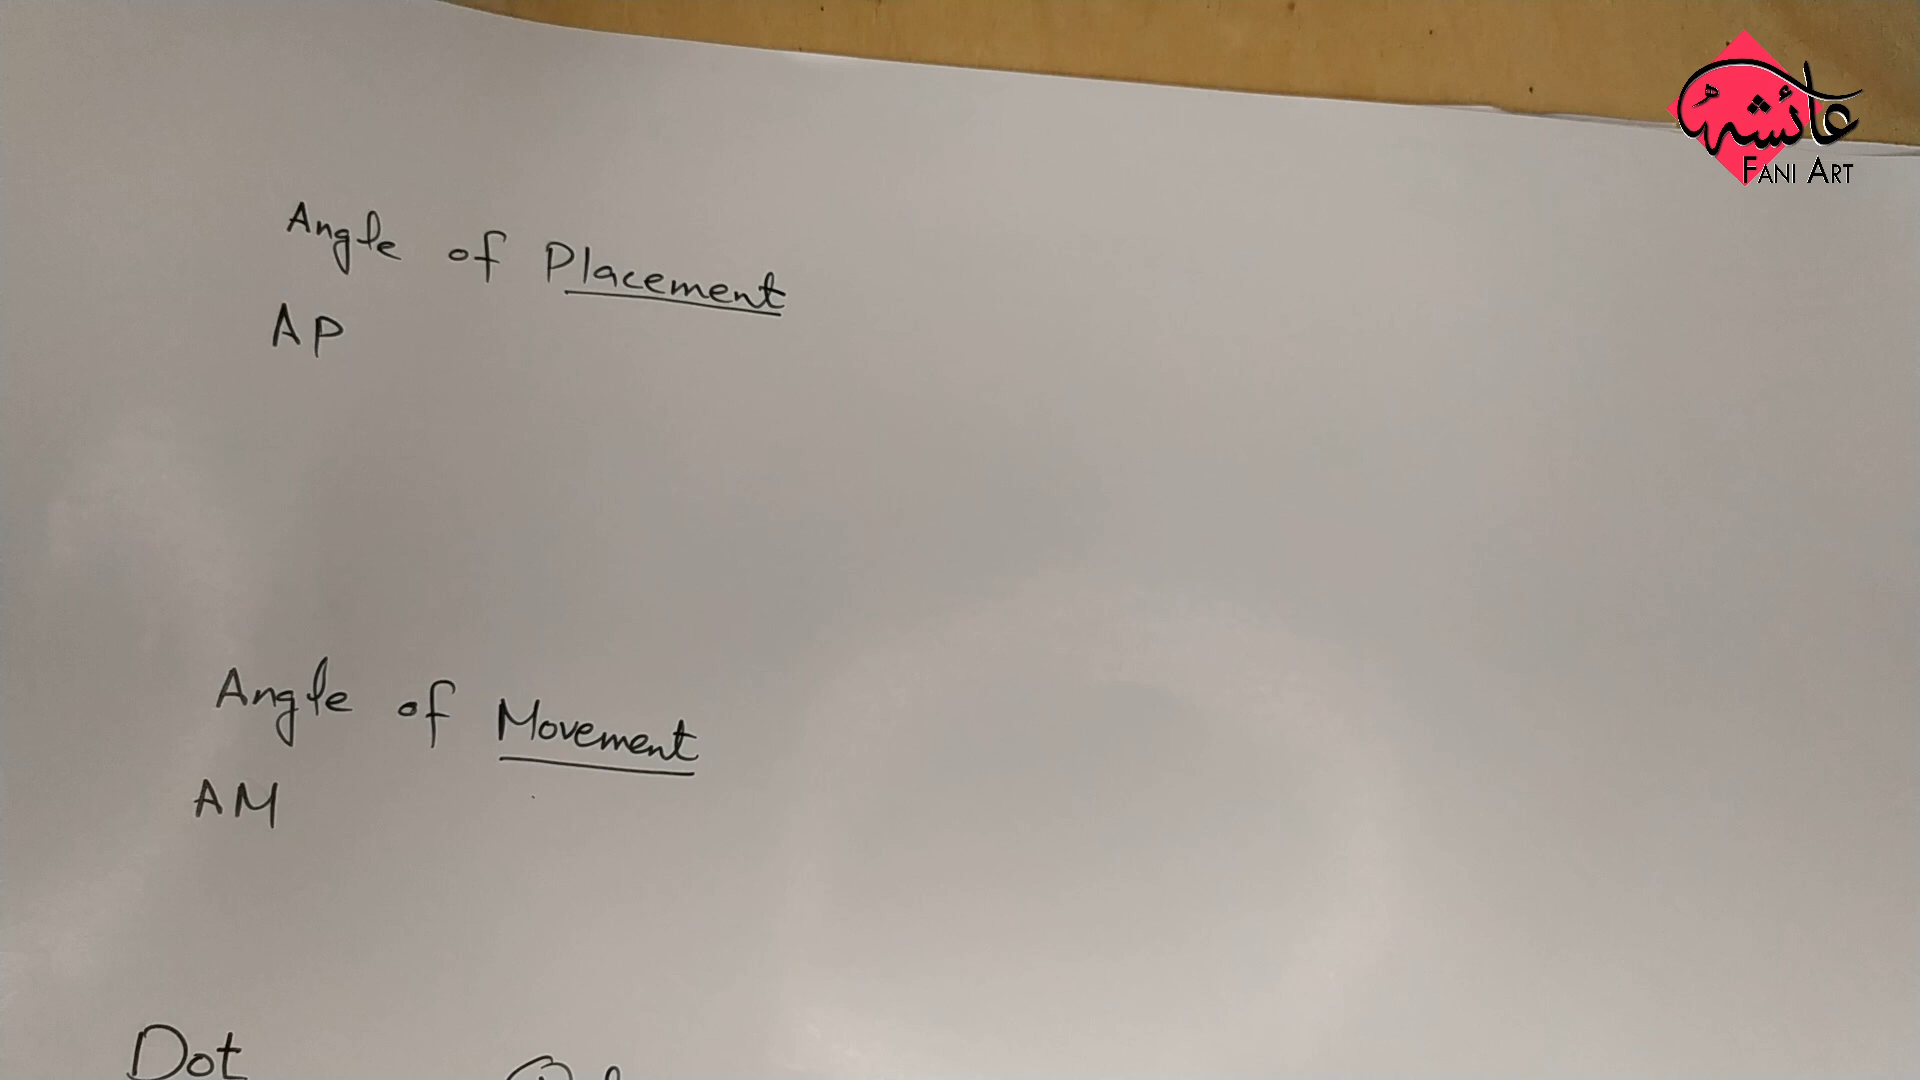 عائشہ
FANI ART
Angle of Placement
AP
Angle of Movement
AM
Dot